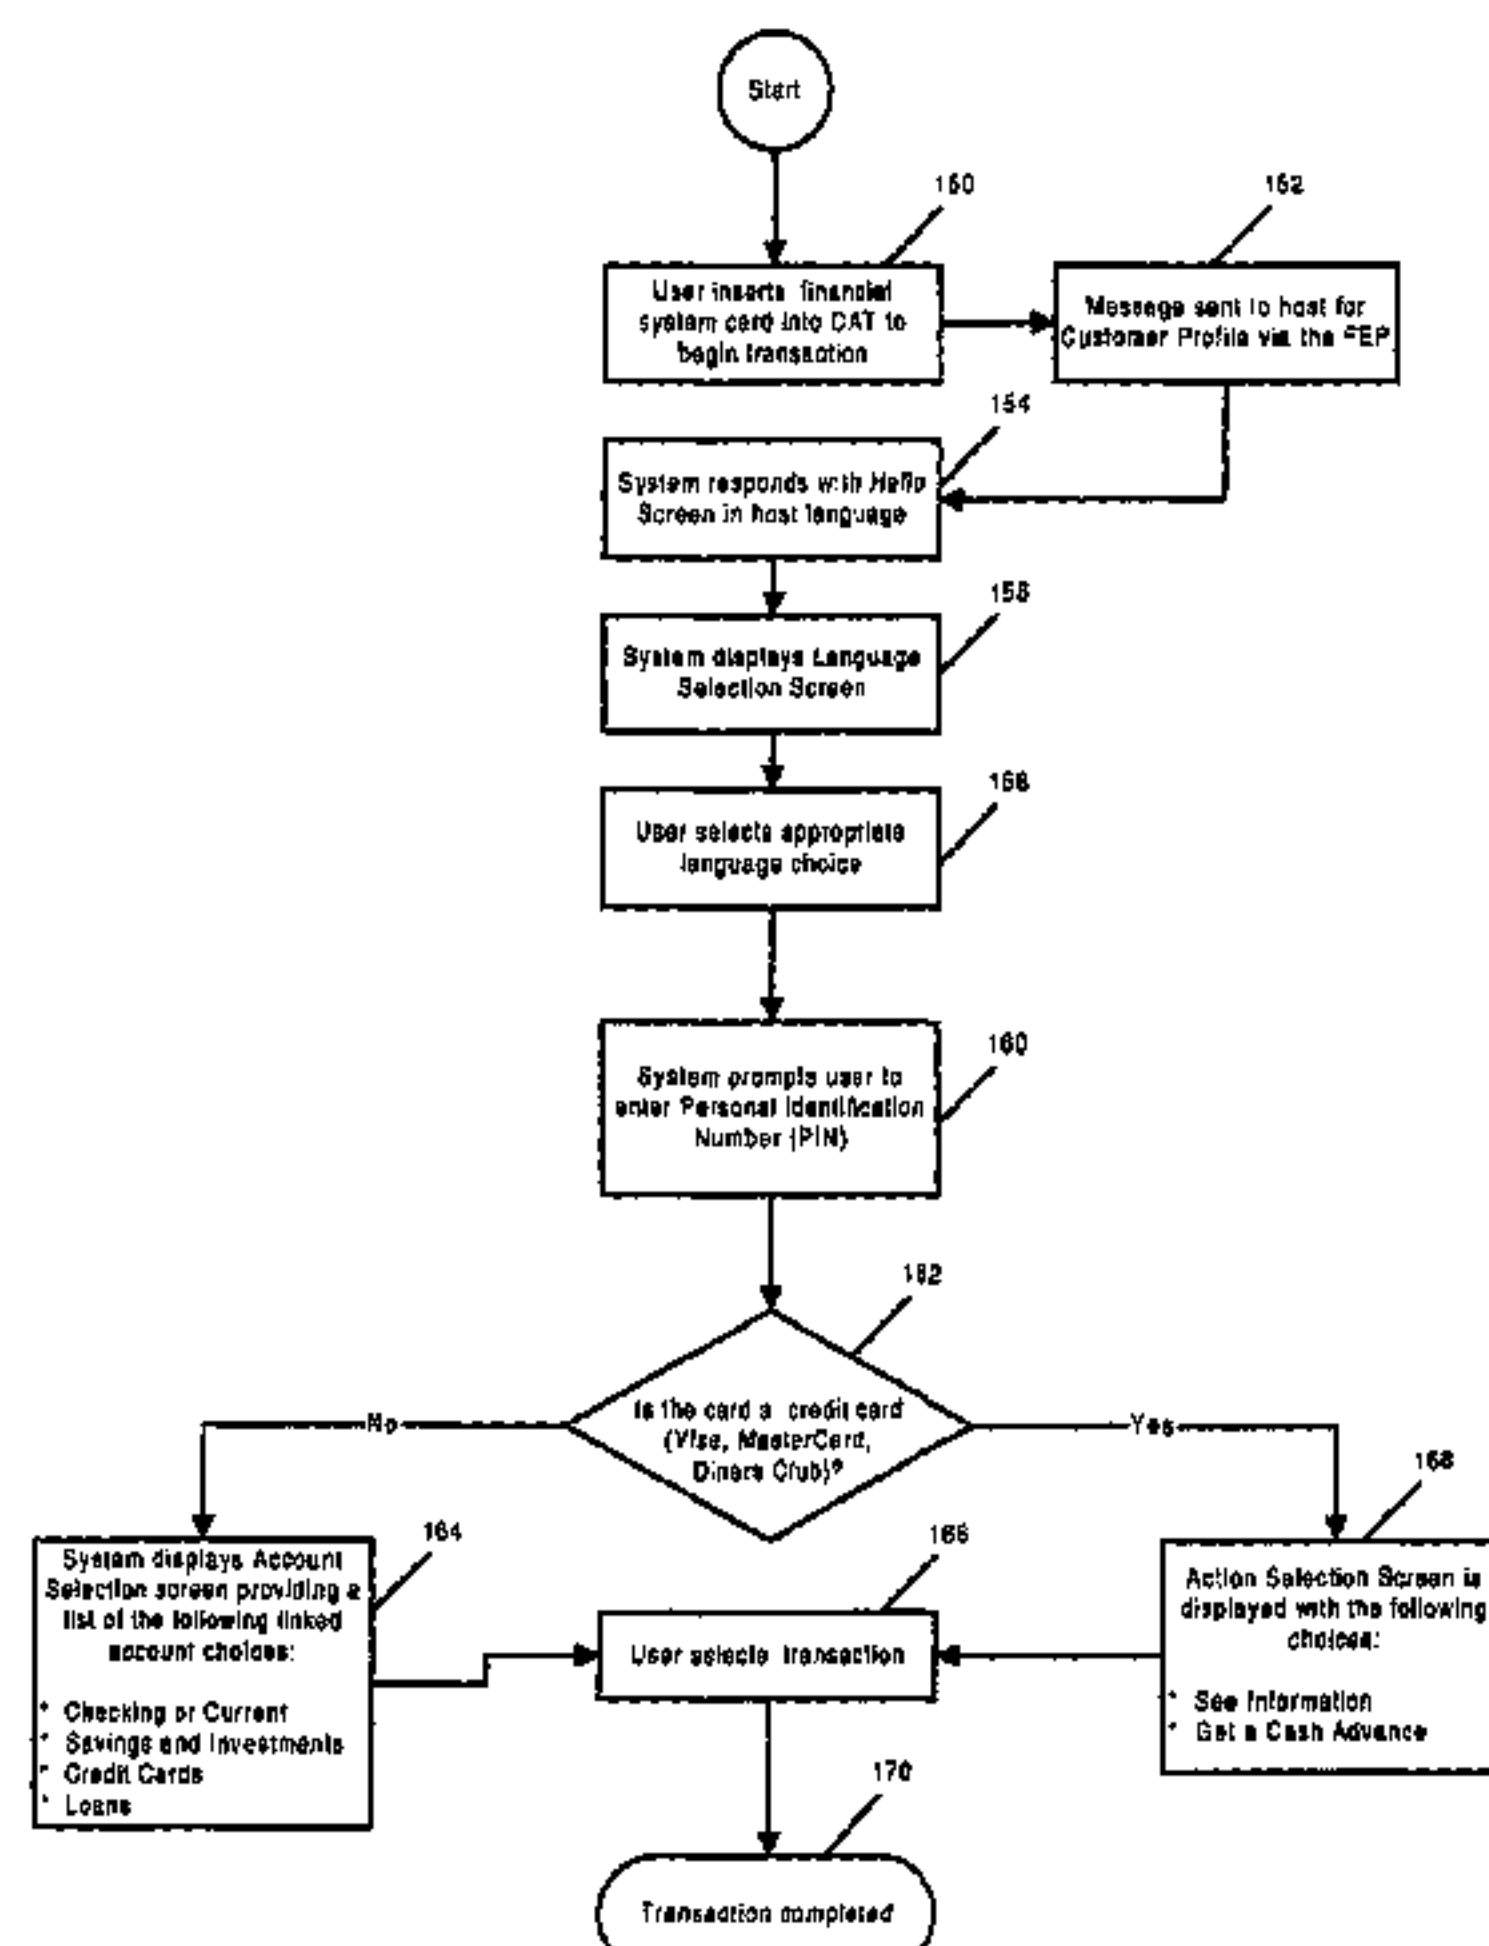 Start
150
152
User inserts financial
system card into CAT to
begin transaction
Message sent to host for
Customer Profile via the FEP
154
System responds with Hello
Screen in host language
156
System displays Language
Selection Screen
158
User selects appropriate
language choice
160
System prompts user to
enter Personal Identification
Number (PIN)
162
Is the card a credit card
(Visa, MasterCard,
Diners Club)?
No
Yes
164
System displays Account
Selection screen providing a
list of the following linked
account choices:
* Checking or Current
* Savings and Investments
* Credit Cards
* Loans
166
User selects transaction
168
Action Selection Screen is
displayed with the following
choices:
* See Information
* Get a Cash Advance
170
Transaction completed